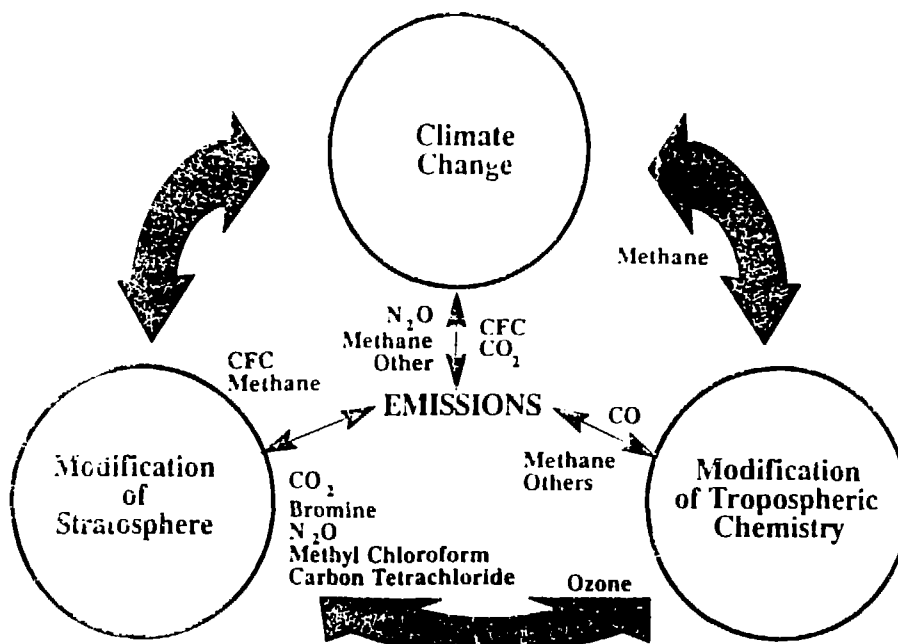 Climate
Change
Methane
N₂O
Methane
Other
CFC
CO₂
CFC
Methane
EMISSIONS
CO
Methane
Others
Modification
of
Stratosphere
CO₂
Bromine
N₂O
Methyl Chloroform
Carbon Tetrachloride
Modification
of Tropospheric
Chemistry
Ozone